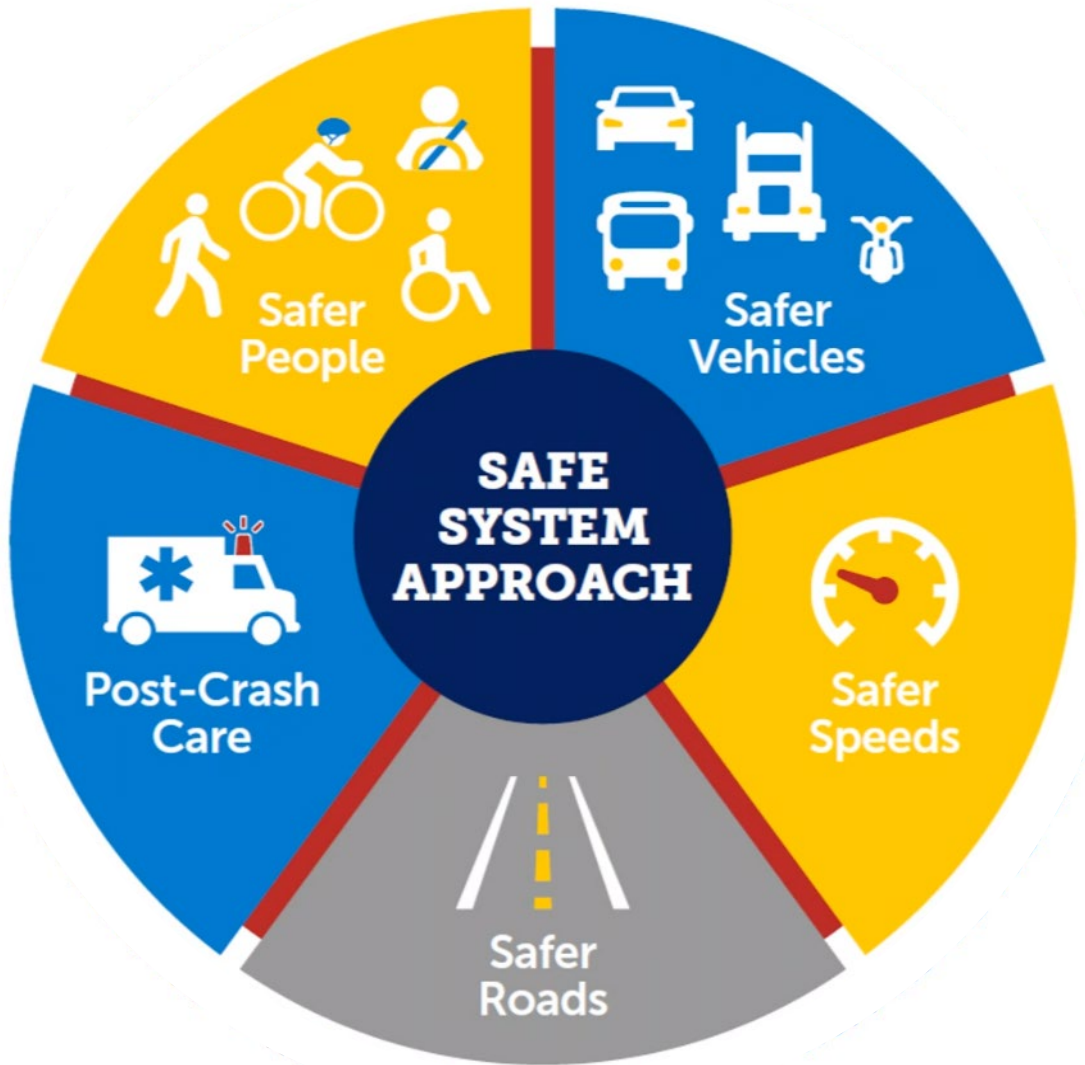 Safer
People
Safer
Vehicles
SAFE
SYSTEM
APPROACH
Post-Crash
Care
Safer
Speeds
Safer
Roads